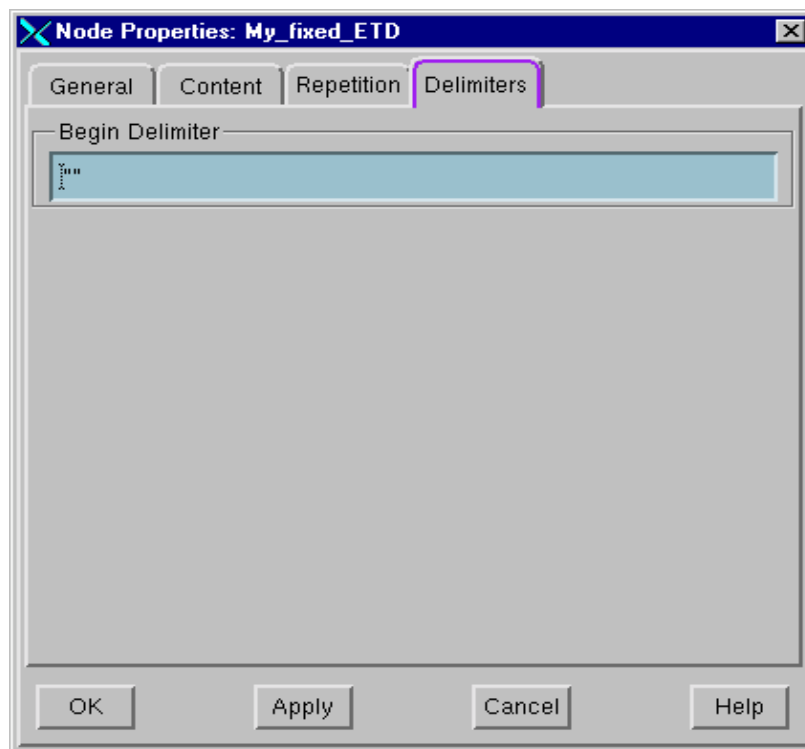 Node Properties: My_fixed_ETD
General Content Repetition Delimiters
Begin Delimiter
""
OK Apply Cancel Help